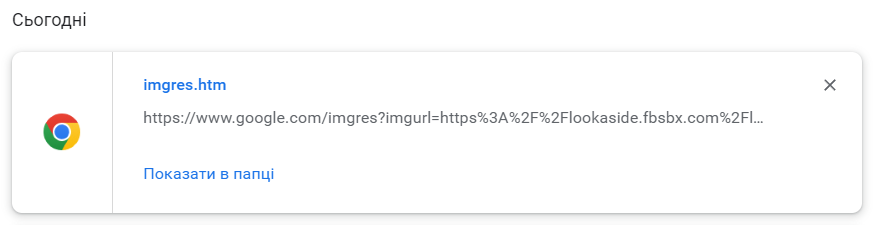 Сьогодні
imgres.htm
https://www.google.com/imgres?imgurl=https%3A%2F%2Flookaside.fbsbx.com%2Fl...
Показати в папці